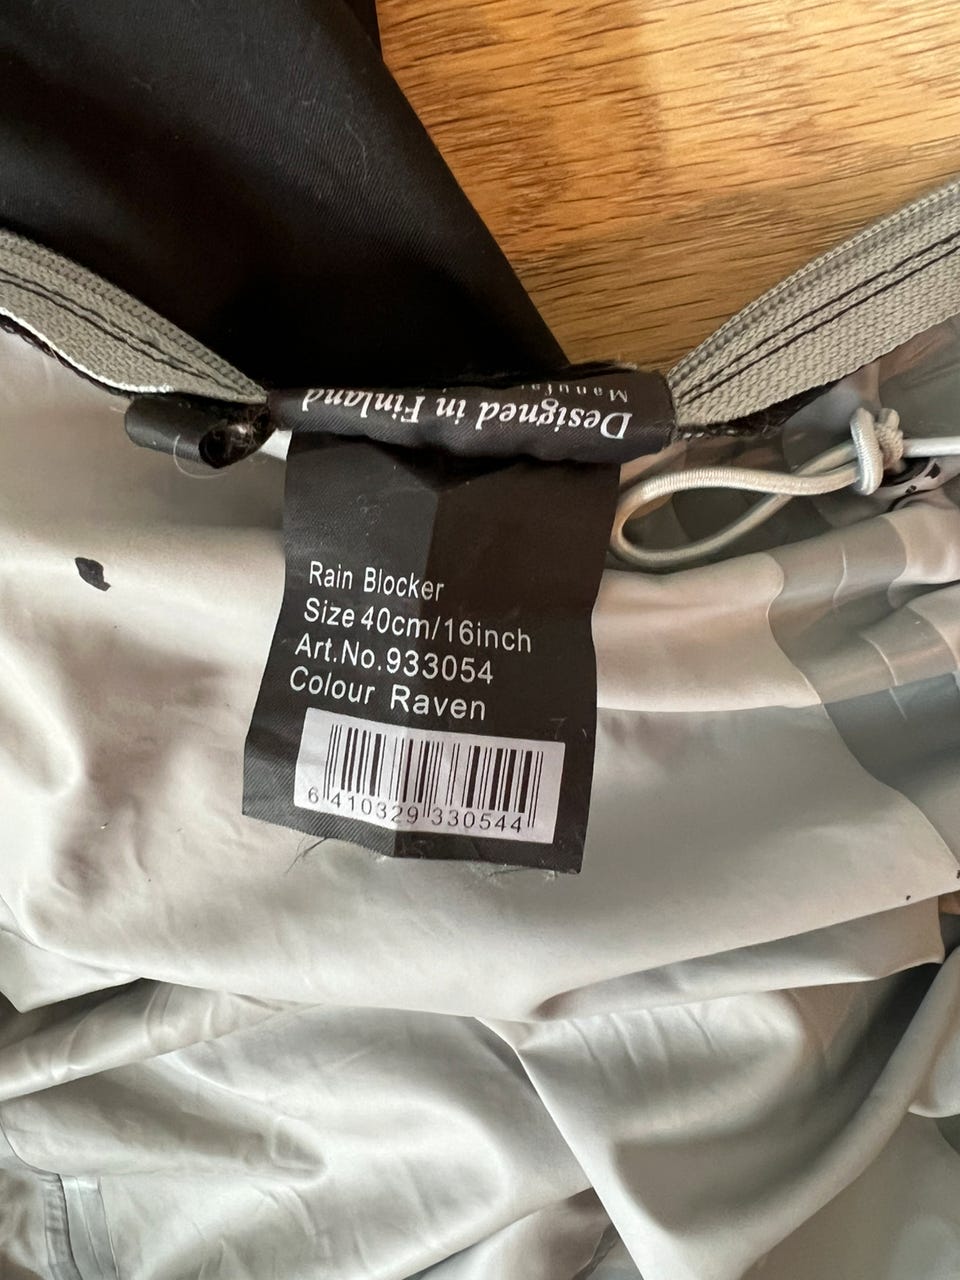 Designed in Finland
Rain Blocker
Size 40cm/16inch
Art.No.933054
Colour Raven
6 410329 330544